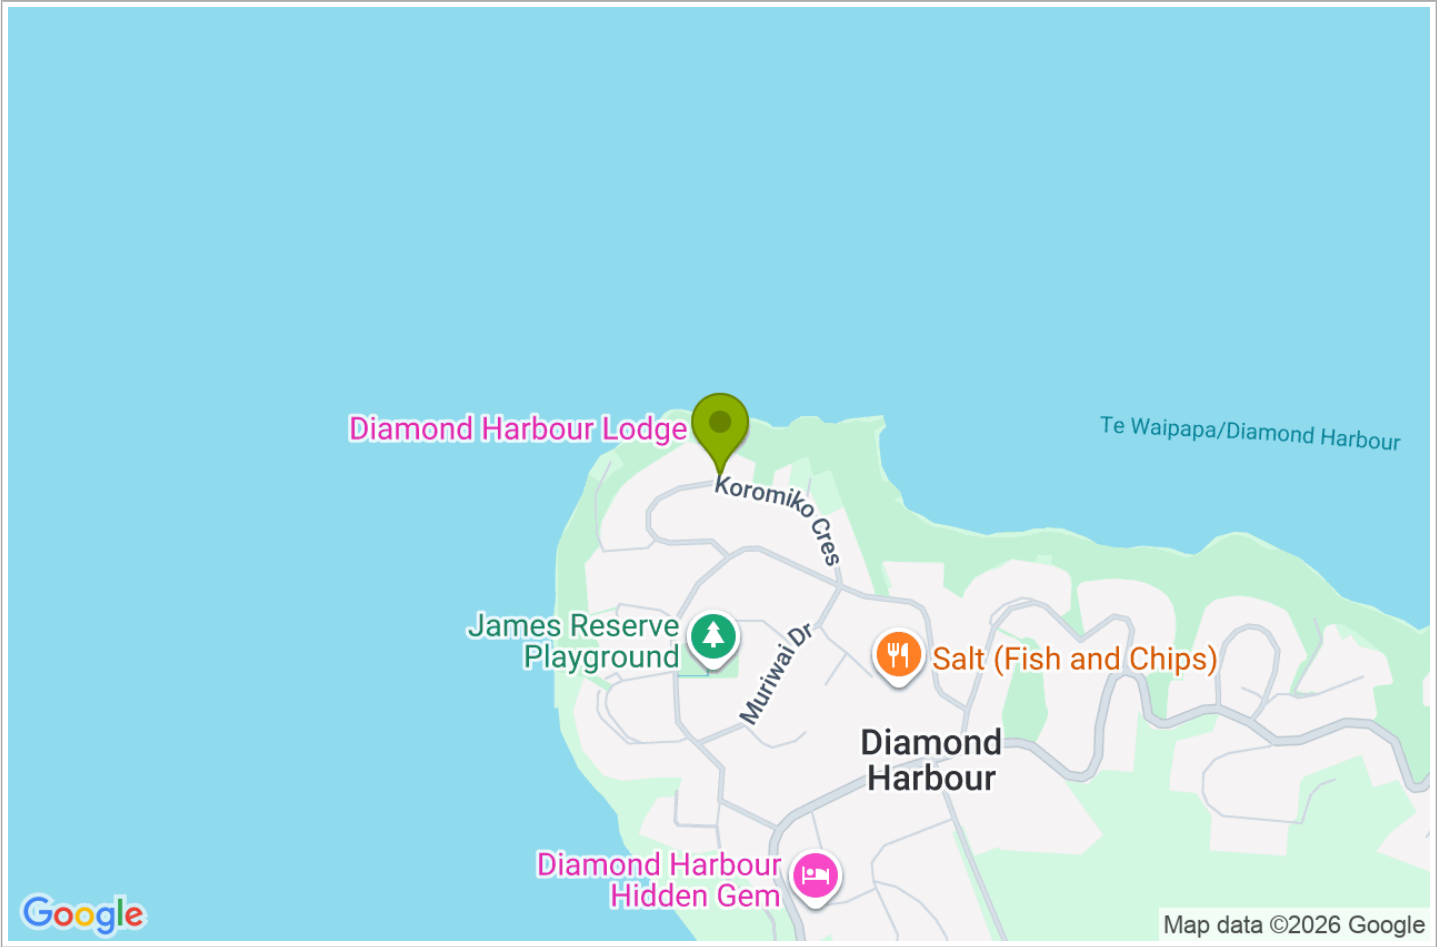 Diamond Harbour Lodge
Te Waipapa/Diamond Harbour
Koromiko Cres
James Reserve
Playground
Muriwai Dr
Salt (Fish and Chips)
Diamond
Harbour
Diamond Harbour
Hidden Gem
Google
Map data ©2026 Google